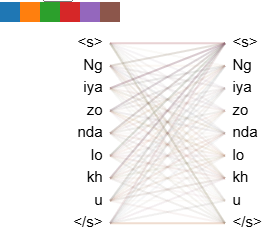 <s> <s>
Ng Ng
iya iya
zo zo
nda nda
lo lo
kh kh
u u
</s> </s>